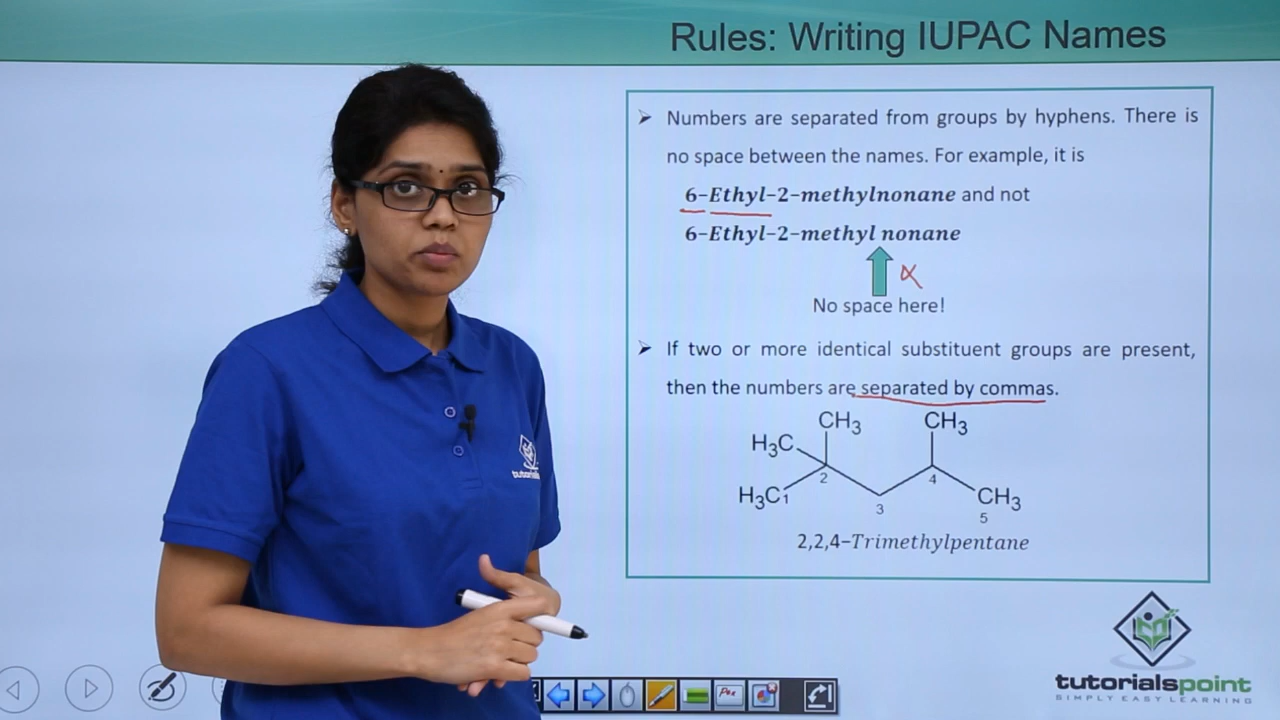 Rules: Writing IUPAC Names
➢ Numbers are separated from groups by hyphens. There is
no space between the names. For example, it is
6−Ethyl−2−methylnonane and not
6−Ethyl−2−methyl nonane
No space here!
➢ If two or more identical substituent groups are present,
then the numbers are separated by commas.
CH3 CH3
H3C
2 4
H3C1 CH3
3 5
2,2,4−Trimethylpentane
tutorialspoint
SIMPLY EASY LEARNING